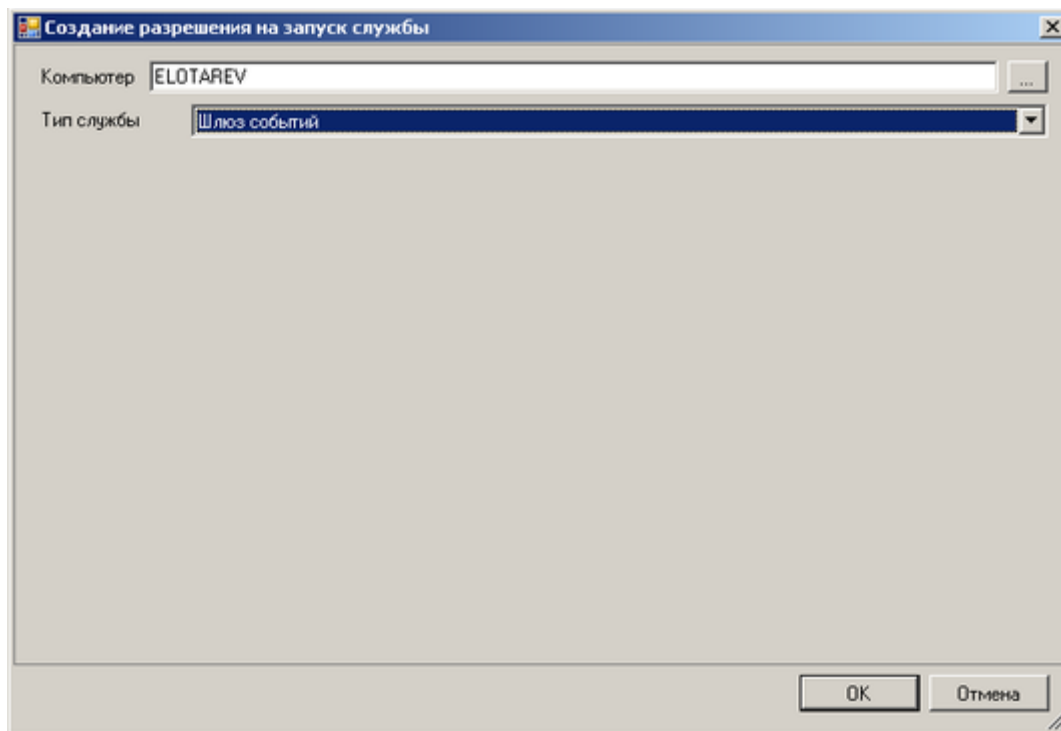 Создание разрешения на запуск службы
Компьютер ELOTAREV ...
Тип службы Шлюз событий
OK Отмена